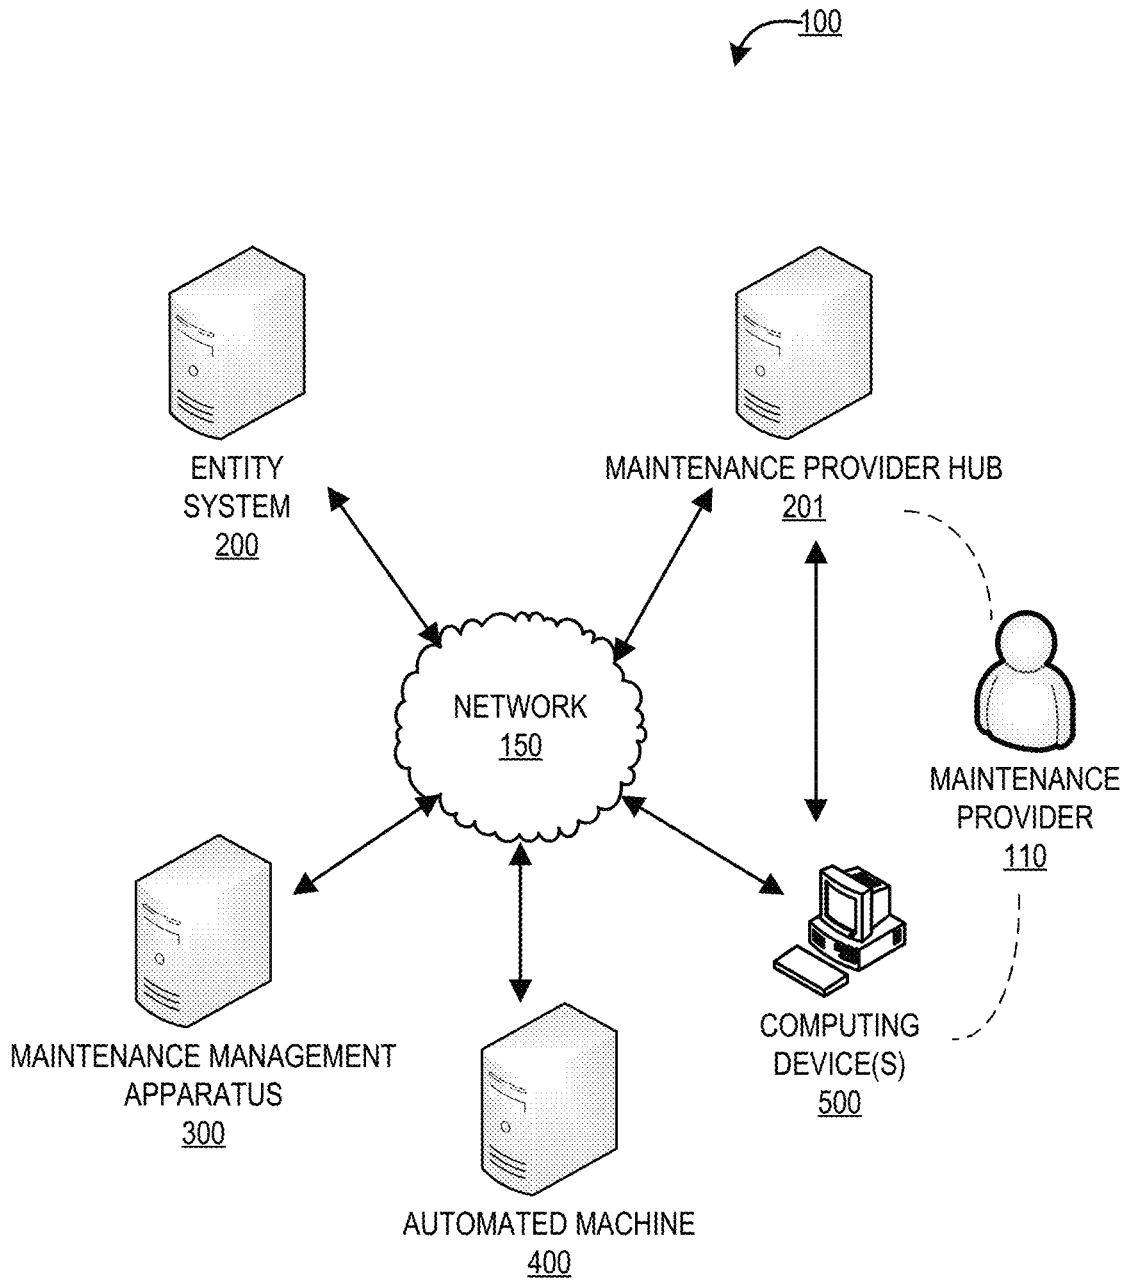 100
ENTITY
SYSTEM
200
MAINTENANCE PROVIDER HUB
201
NETWORK
150
MAINTENANCE
PROVIDER
110
MAINTENANCE MANAGEMENT
APPARATUS
300
COMPUTING
DEVICE(S)
500
AUTOMATED MACHINE
400